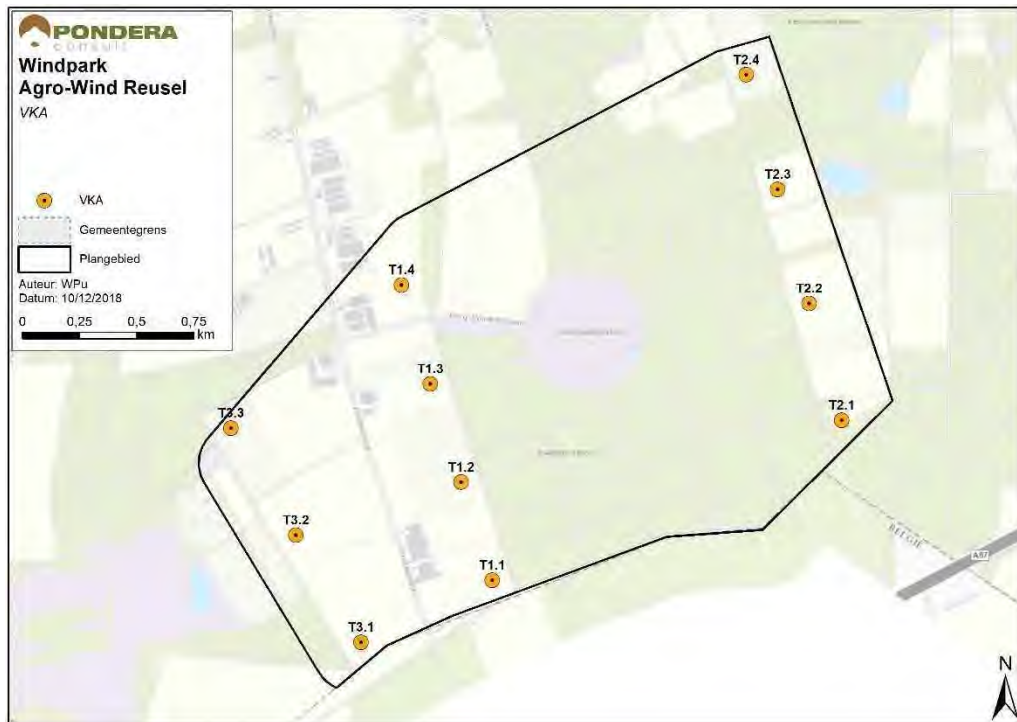 PONDERA
consult
Windpark
Agro-Wind Reusel
VKA
VKA
Gemeentegrens
Plangebied
Auteur: WPu
Datum: 10/12/2018
0 0,25 0,5 0,75
km
T2.4
T2.3
T1.4
T2.2
T1.3
T3.3
T2.1
T1.2
T3.2
BELGIË
A67
T1.1
T3.1
N